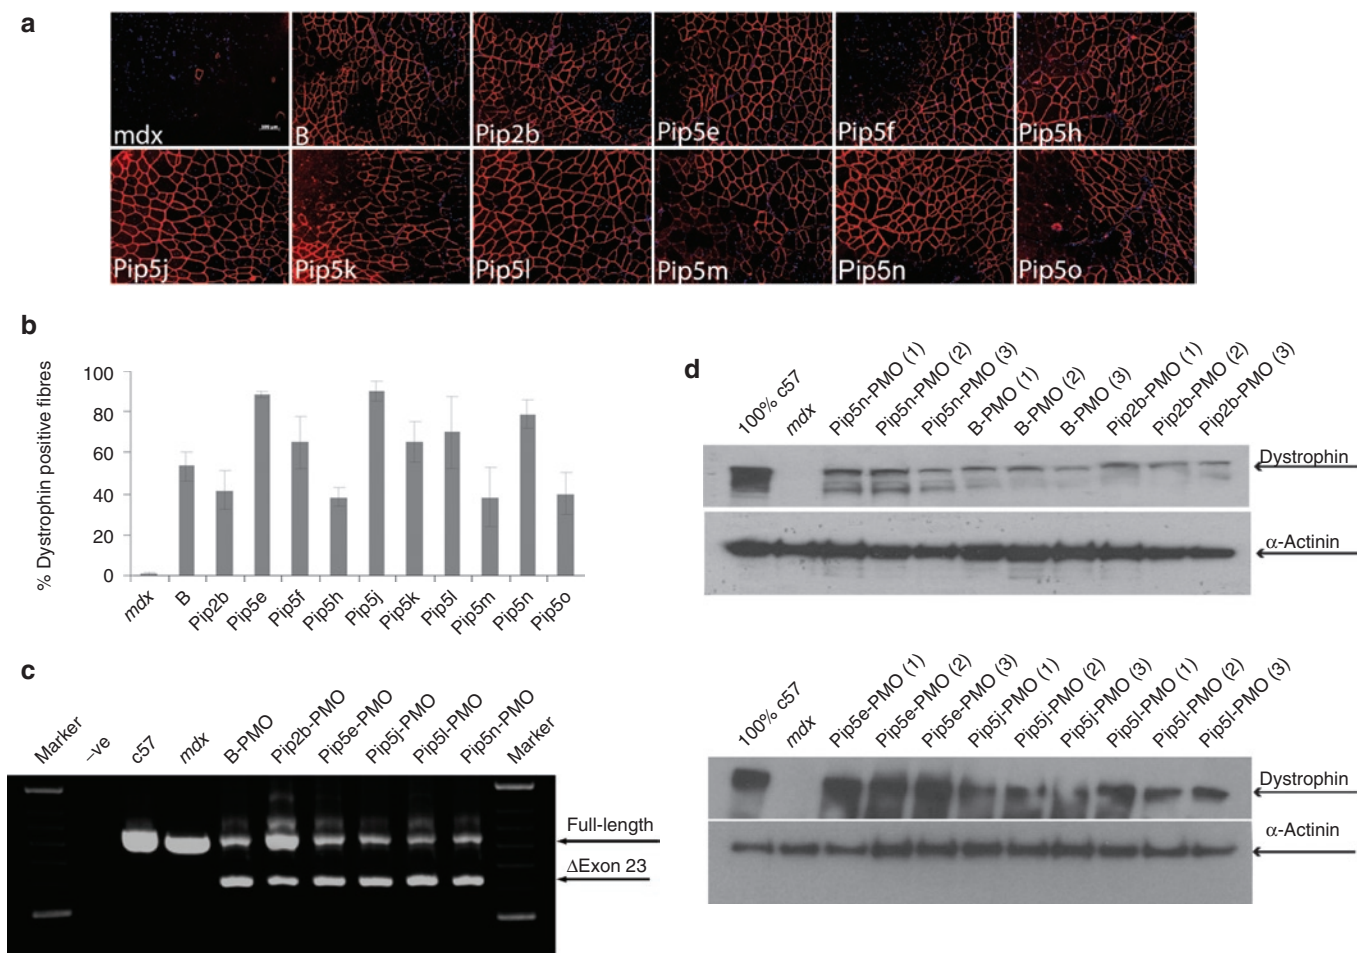 a
mdx
B
Pip2b
Pip5e
Pip5f
Pip5h
Pip5j
Pip5k
Pip5l
Pip5m
Pip5n
Pip5o
b
% Dystrophin positive fibres
100
80
60
40
20
0
mdx
B
Pip2b
Pip5e
Pip5f
Pip5h
Pip5j
Pip5k
Pip5l
Pip5m
Pip5n
Pip5o
c
Marker
–ve
c57
mdx
B-PMO
Pip2b-PMO
Pip5e-PMO
Pip5j-PMO
Pip5l-PMO
Pip5n-PMO
Marker
Full-length
ΔExon 23
d
100% c57
mdx
Pip5n-PMO (1)
Pip5n-PMO (2)
Pip5n-PMO (3)
B-PMO (1)
B-PMO (2)
B-PMO (3)
Pip2b-PMO (1)
Pip2b-PMO (2)
Pip2b-PMO (3)
Dystrophin
α-Actinin
100% c57
mdx
Pip5e-PMO (1)
Pip5e-PMO (2)
Pip5e-PMO (3)
Pip5j-PMO (1)
Pip5j-PMO (2)
Pip5j-PMO (3)
Pip5l-PMO (1)
Pip5l-PMO (2)
Pip5l-PMO (3)
Dystrophin
α-Actinin